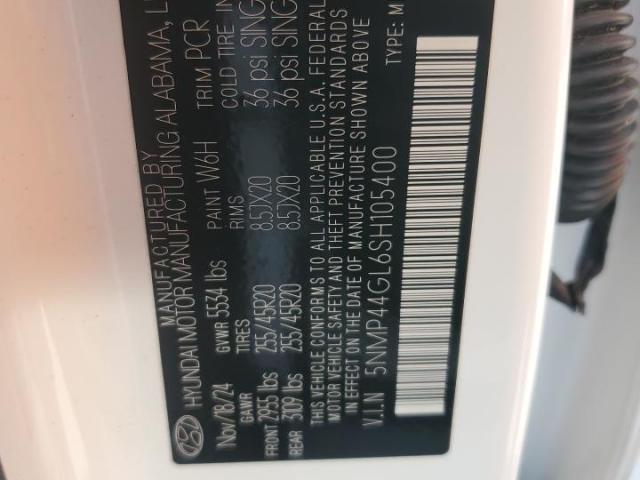 MANUFACTURED BY
HYUNDAI MOTOR MANUFACTURING ALABAMA,
Nov/18/24 GVWR 5534 lbs PAINT W6H TRIM PCR
GAWR TIRES RIMS COLD TIRE
FRONT 2955 lbs 255/45R20 8.5JX20 36 psi SING
REAR 3109 lbs 255/45R20 8.5JX20 36 psi SING
THIS VEHICLE CONFORMS TO ALL APPLICABLE U.S.A. FEDERAL
MOTOR VEHICLE SAFETY AND THEFT PREVENTION STANDARDS
IN EFFECT ON THE DATE OF MANUFACTURE SHOWN ABOVE
V.I.N 5NMP44GL6SH105400 TYPE: M